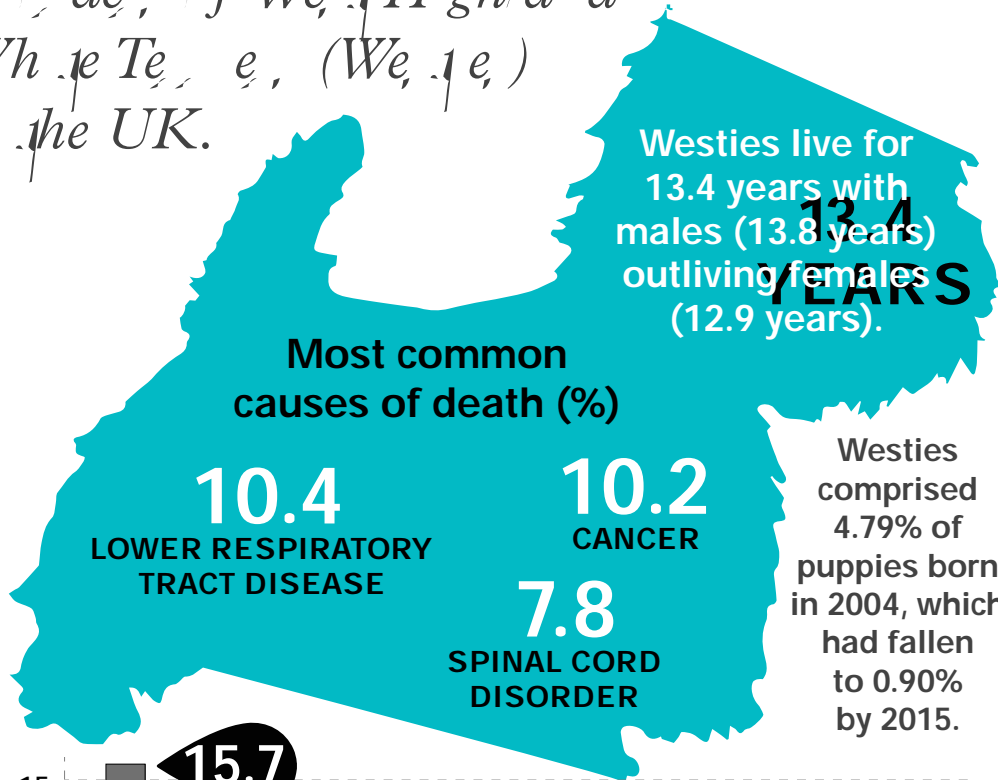 the UK.
Westies live for
13.4 years with
males (13.8 years)
outliving females
(12.9 years).
13.4
YEARS
Most common
causes of death (%)
10.4
LOWER RESPIRATORY
TRACT DISEASE
10.2
CANCER
7.8
SPINAL CORD
DISORDER
Westies
comprised
4.79% of
puppies born
in 2004, which
had fallen
to 0.90%
by 2015.
15.7
15